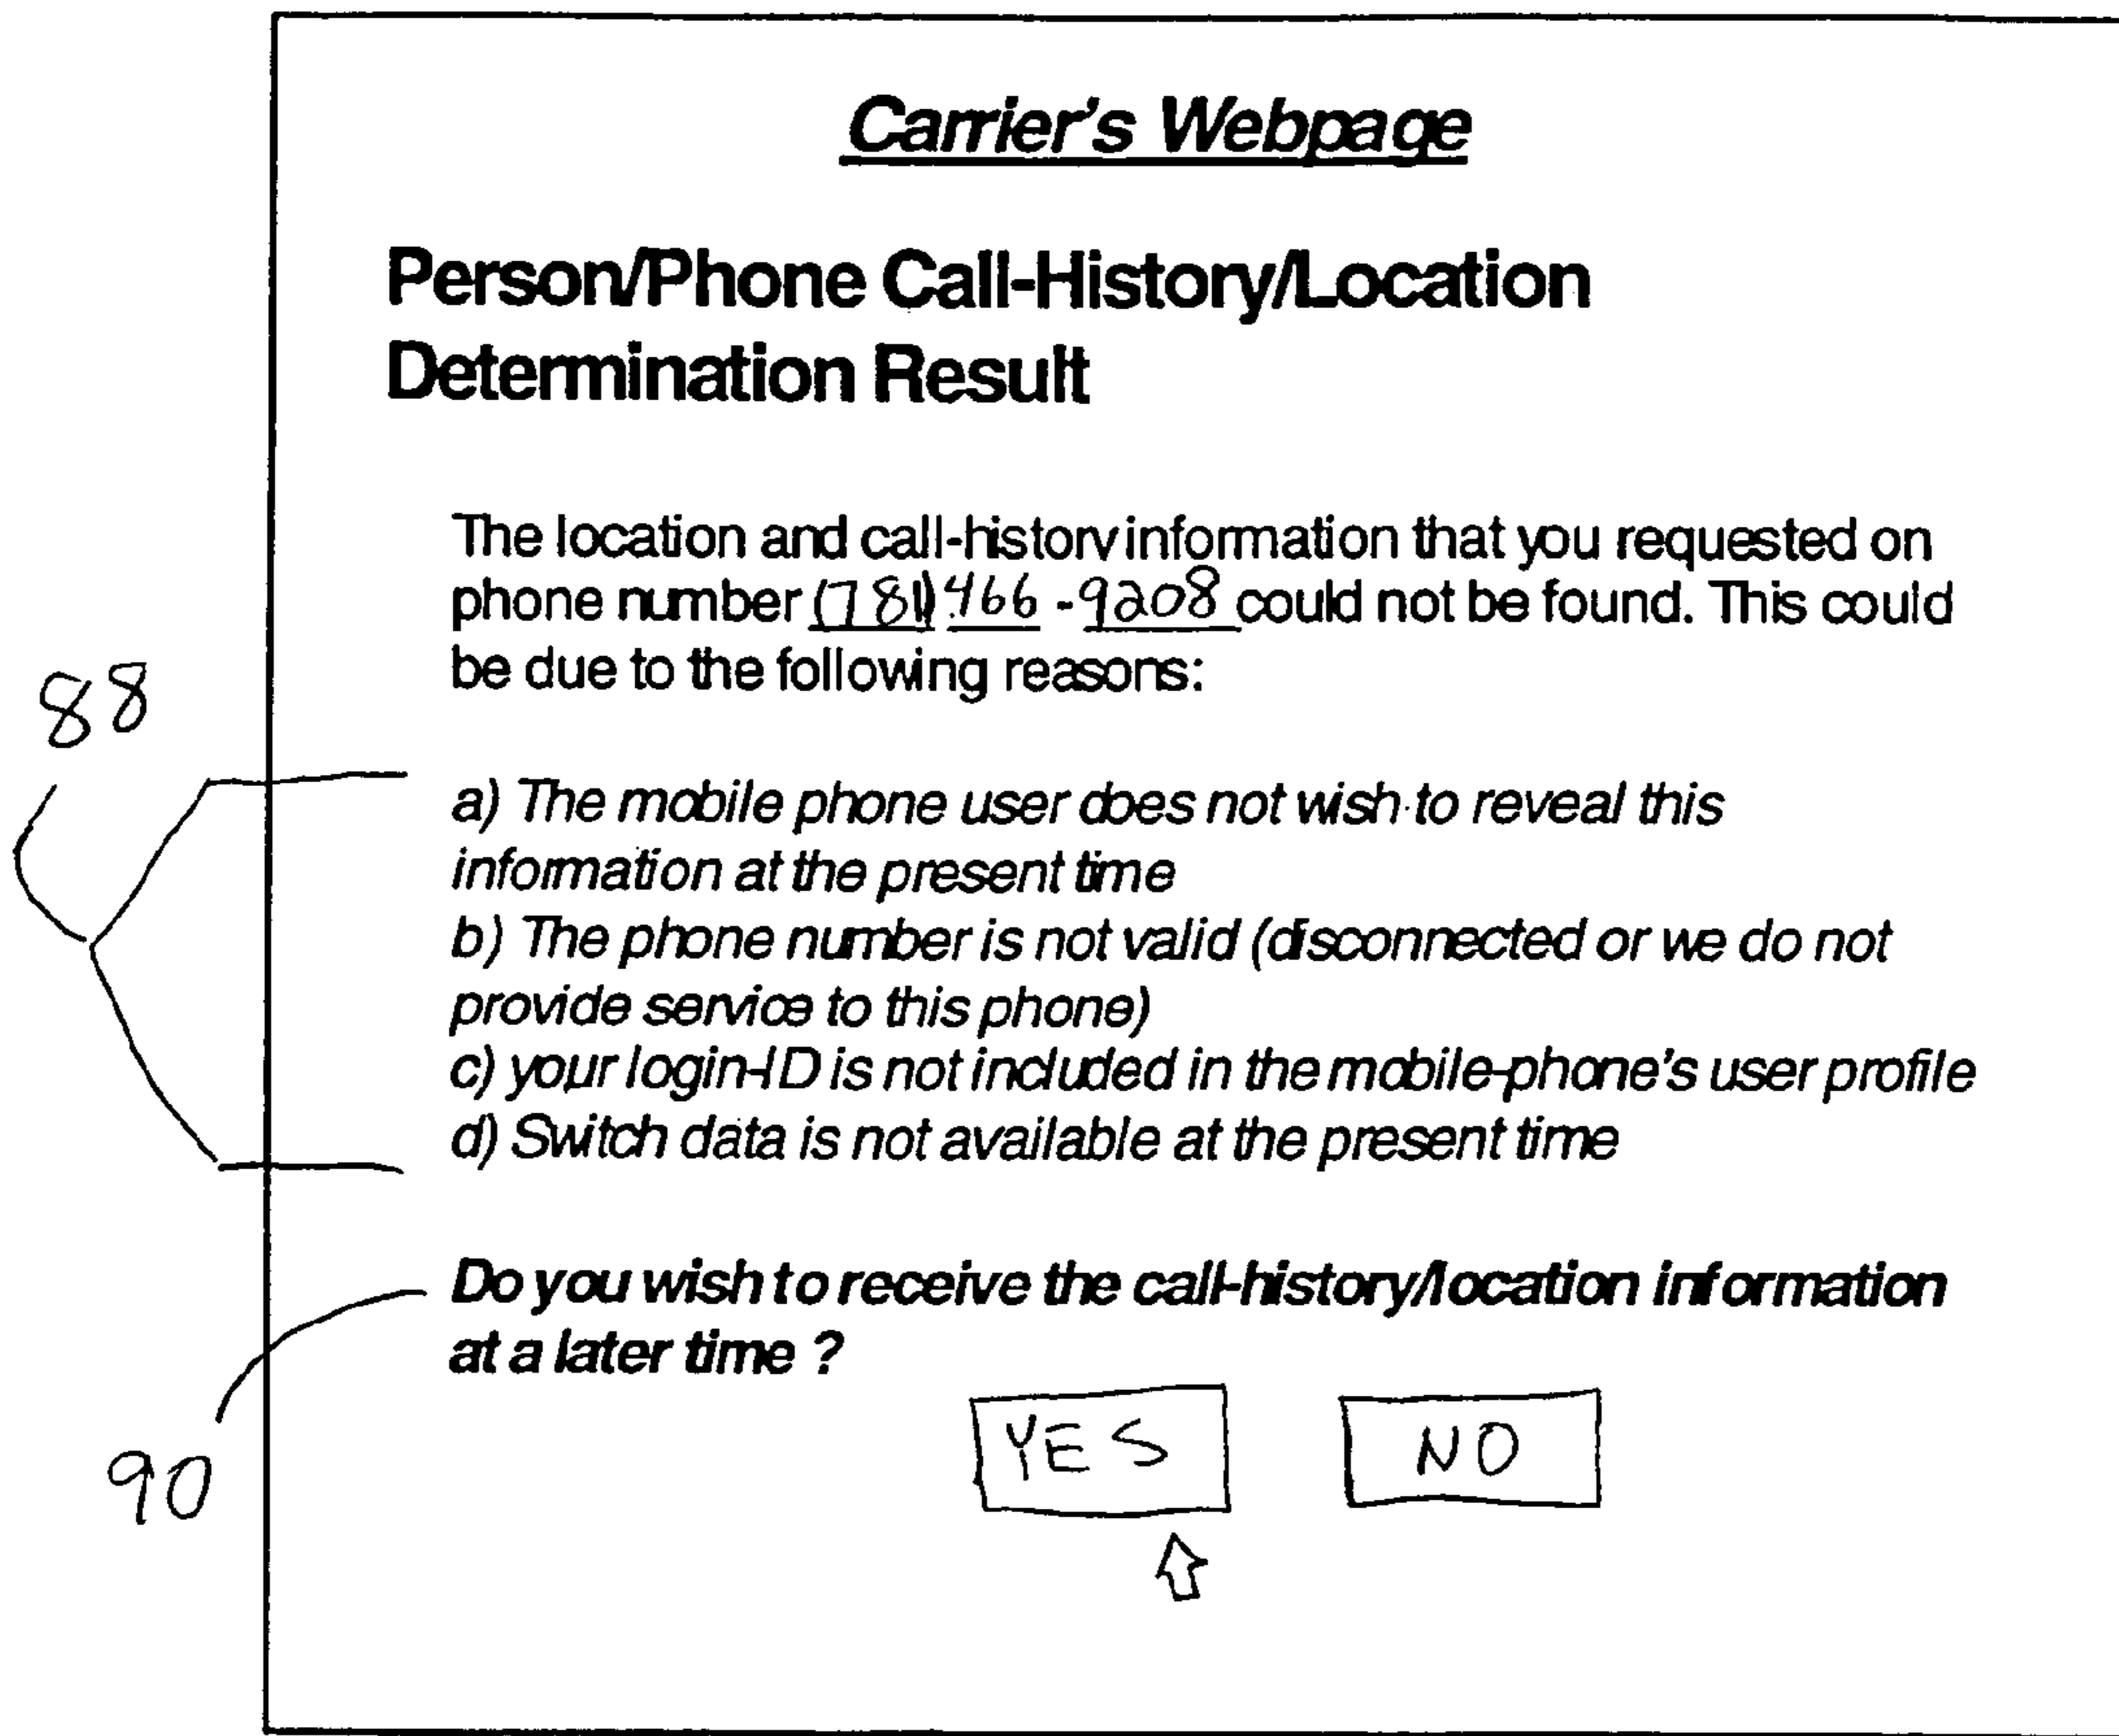 Carrier's Webpage
Person/Phone Call-History/Location
Determination Result
The location and call-history information that you requested on
phone number (781) 466 - 9208 could not be found. This could
be due to the following reasons:
88
a) The mobile phone user does not wish to reveal this
information at the present time
b) The phone number is not valid (disconnected or we do not
provide service to this phone)
c) your login-ID is not included in the mobile-phone's user profile
d) Switch data is not available at the present time
Do you wish to receive the call-history/location information
at a later time ?
YES NO
90